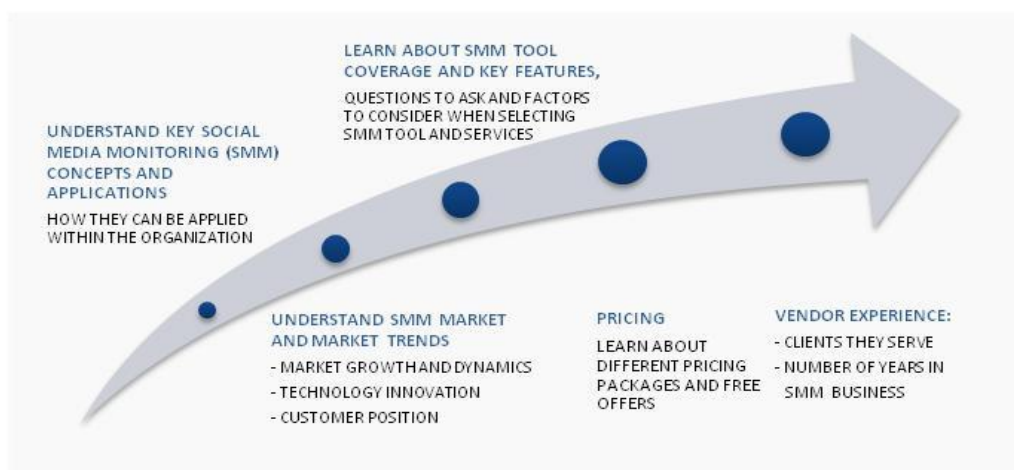 UNDERSTAND KEY SOCIAL
MEDIA MONITORING (SMM)
CONCEPTS AND
APPLICATIONS
HOW THEY CAN BE APPLIED
WITHIN THE ORGANIZATION
UNDERSTAND SMM MARKET
AND MARKET TRENDS
- MARKET GROWTH AND DYNAMICS
- TECHNOLOGY INNOVATION
- CUSTOMER POSITION
LEARN ABOUT SMM TOOL
COVERAGE AND KEY FEATURES,
QUESTIONS TO ASK AND FACTORS
TO CONSIDER WHEN SELECTING
SMM TOOL AND SERVICES
PRICING
LEARN ABOUT
DIFFERENT PRICING
PACKAGES AND FREE
OFFERS
VENDOR EXPERIENCE:
- CLIENTS THEY SERVE
- NUMBER OF YEARS IN
SMM BUSINESS